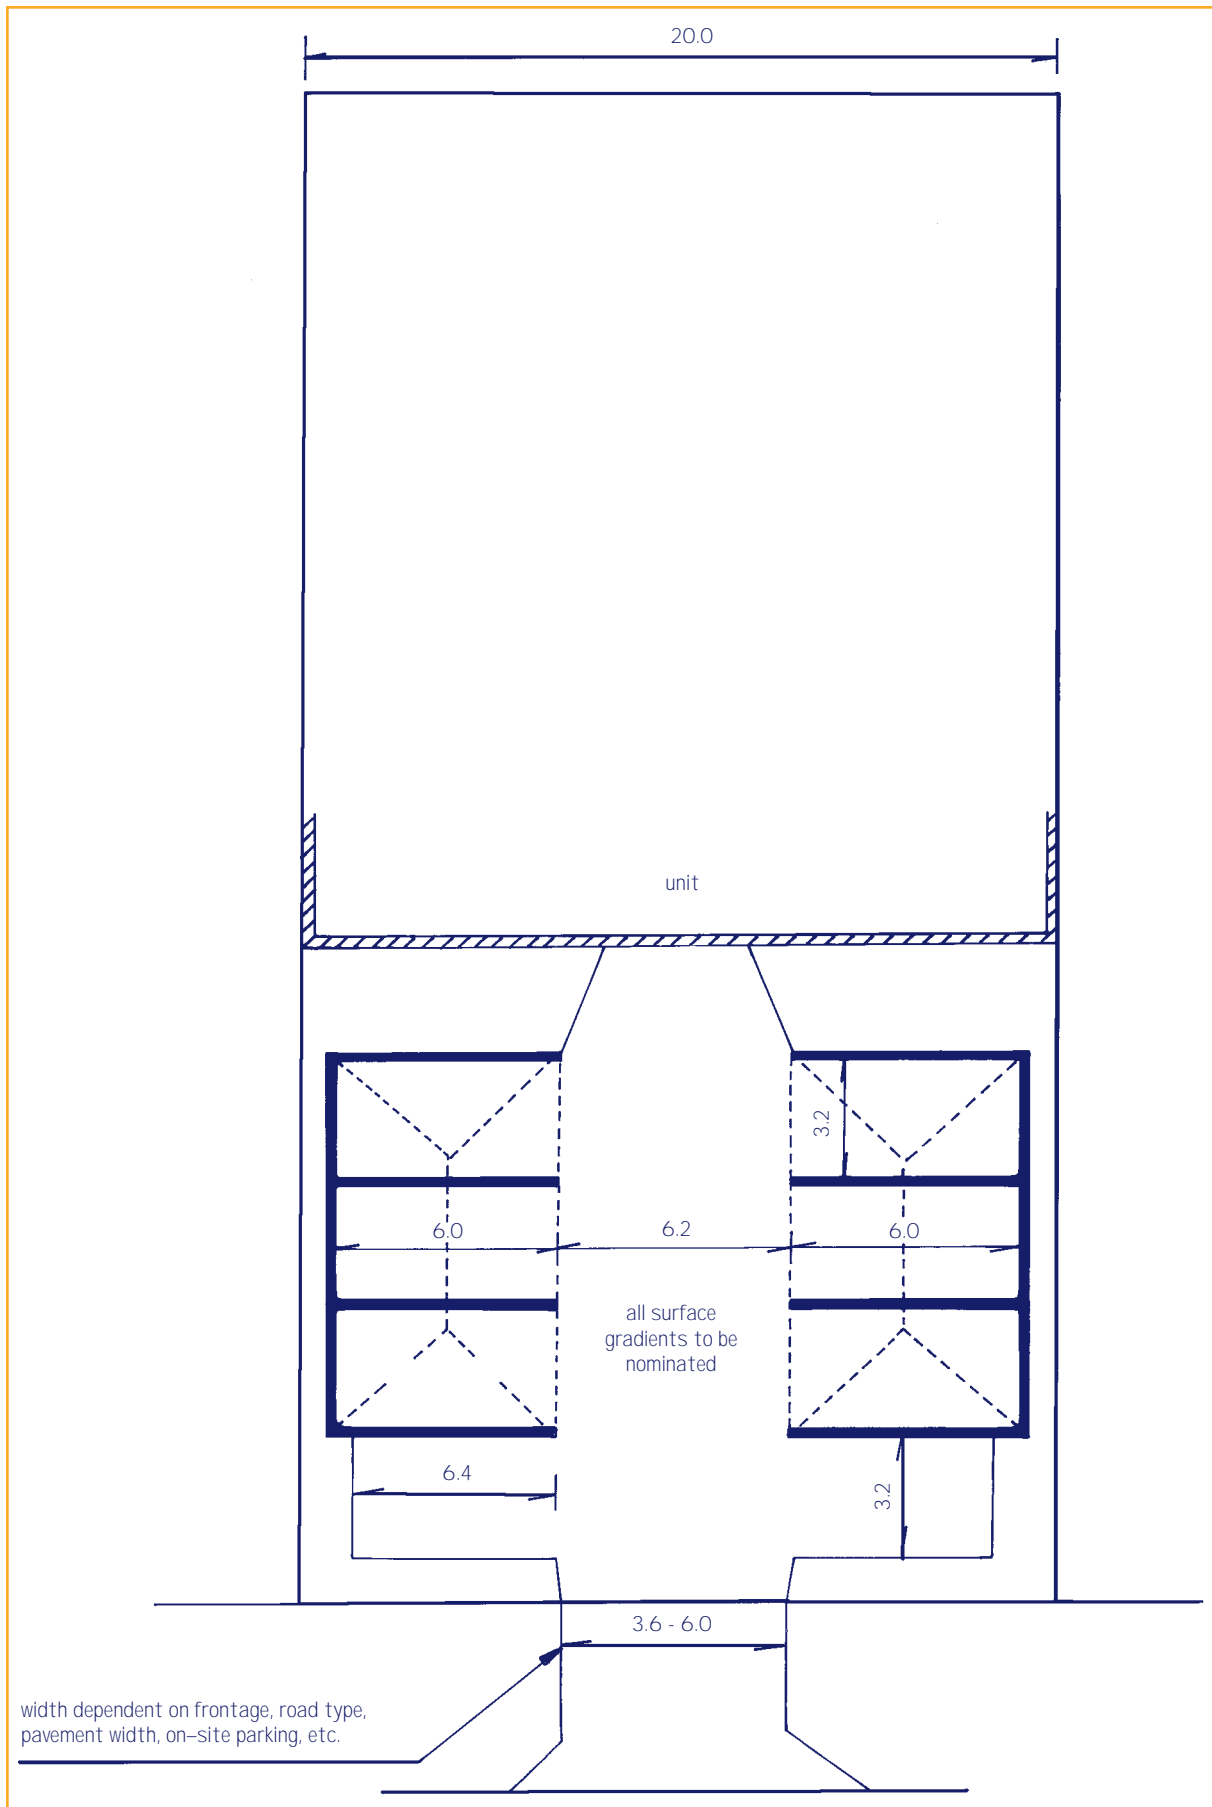 20.0
unit
3.2
6.0
6.2
6.0
all surface
gradients to be
nominated
6.4
3.2
3.6 - 6.0
width dependent on frontage, road type,
pavement width, on–site parking, etc.